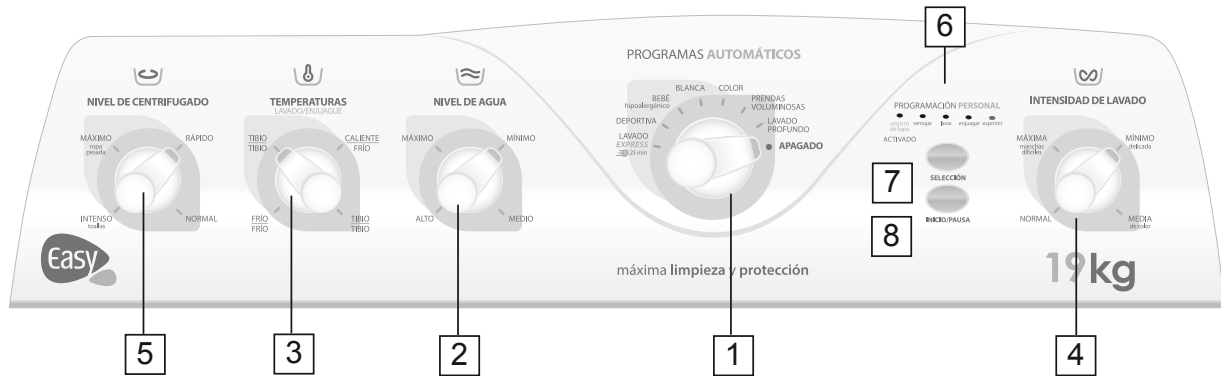 6
PROGRAMAS AUTOMÁTICOS
NIVEL DE CENTRIFUGADO
MÁXIMO
ropa
pesada
RÁPIDO
INTENSO
toallas
NORMAL
TEMPERATURAS
LAVADO/ENJUAGUE
TIBIO
TIBIO
CALIENTE
FRÍO
FRÍO
FRÍO
TIBIO
TIBIO
NIVEL DE AGUA
MÁXIMO
MÍNIMO
ALTO
MEDIO
BLANCA
COLOR
BEBÉ
hipoalergénico
PRENDAS
VOLUMINOSAS
DEPORTIVA
LAVADO
PROFUNDO
LAVADO
EXPRESS
25 min
APAGADO
PROGRAMACIÓN PERSONAL
seguro
de tapa
remojar
lavar
enjuagar
exprimir
ACTIVADO
SELECCIÓN
7
INICIO/PAUSA
8
INTENSIDAD DE LAVADO
MÁXIMA
manchas
difíciles
MÍNIMO
delicada
NORMAL
MEDIA
de color
Easy
máxima limpieza y protección
19kg
5
3
2
1
4